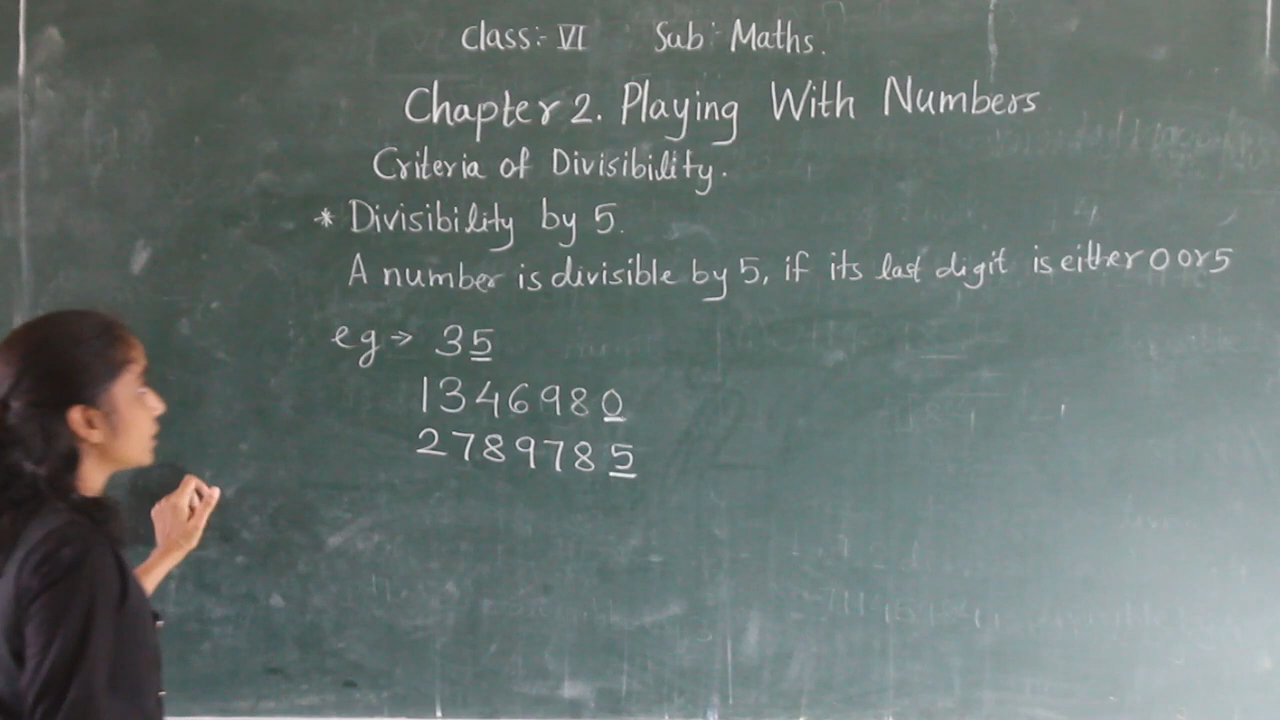 Class:- VI Sub: Maths.
Chapter 2. Playing With Numbers
Criteria of Divisibility.
* Divisibility by 5.
A number is divisible by 5, if its last digit is either 0 or 5
eg → 35
1346980
2789785